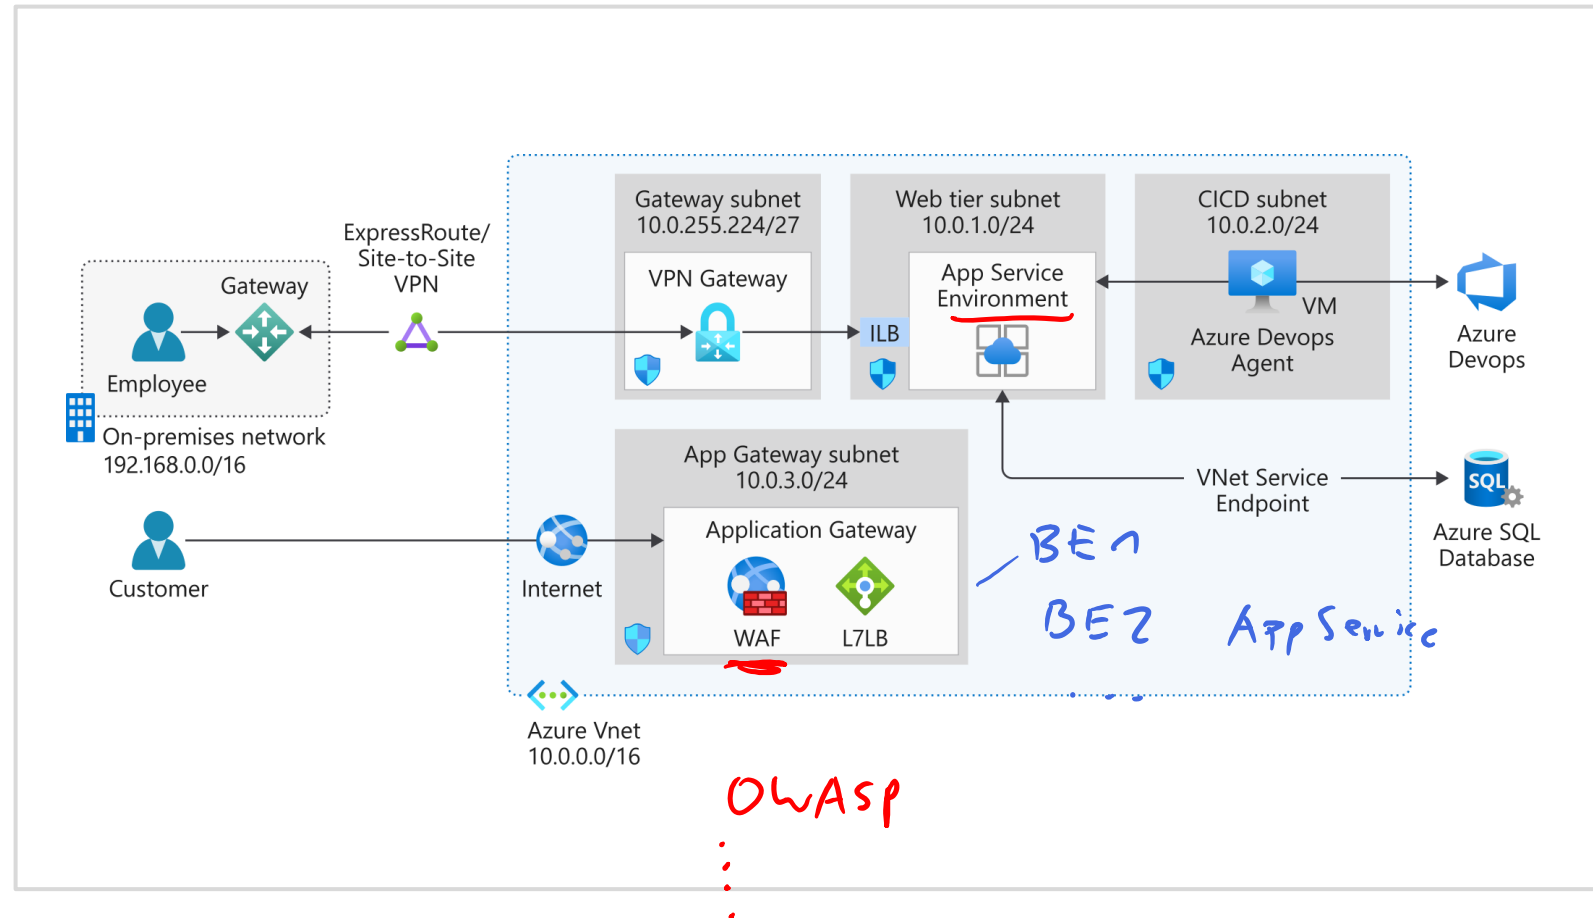 Gateway subnet
10.0.255.224/27
Web tier subnet
10.0.1.0/24
CICD subnet
10.0.2.0/24
ExpressRoute/
Site-to-Site
VPN
Gateway
VPN Gateway
App Service
Environment
ILB
VM
Azure Devops
Agent
Azure
Devops
Employee
On-premises network
192.168.0.0/16
App Gateway subnet
10.0.3.0/24
VNet Service
Endpoint
SQL
Azure SQL
Database
Application Gateway
Customer
Internet
WAF
L7LB
BE1
BE2
App Service
Azure Vnet
10.0.0.0/16
OWASP